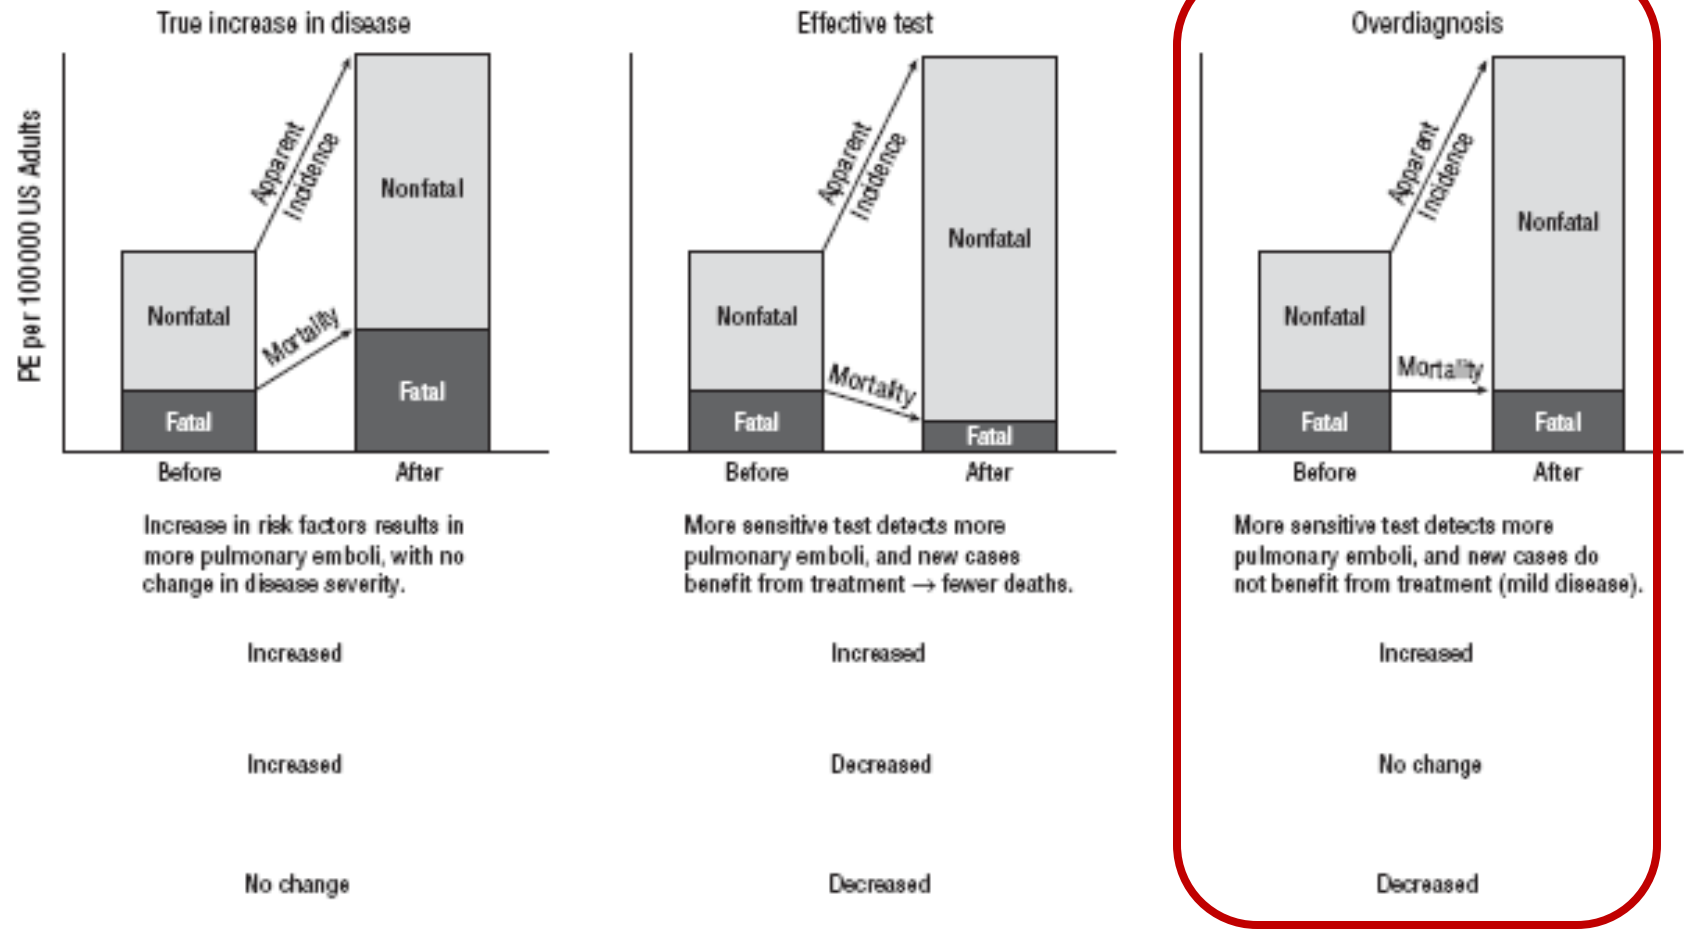 True increase in disease
Effective test
Overdiagnosis
PE per 100000 US Adults
Apparent
Incidence
Mortality
Nonfatal
Fatal
Nonfatal
Fatal
Before
After
Apparent
Incidence
Mortality
Nonfatal
Fatal
Nonfatal
Fatal
Before
After
Apparent
Incidence
Mortality
Nonfatal
Fatal
Nonfatal
Fatal
Before
After
Increase in risk factors results in
more pulmonary emboli, with no
change in disease severity.
More sensitive test detects more
pulmonary emboli, and new cases
benefit from treatment → fewer deaths.
More sensitive test detects more
pulmonary emboli, and new cases do
not benefit from treatment (mild disease).
Increased
Increased
Increased
Increased
Decreased
No change
No change
Decreased
Decreased